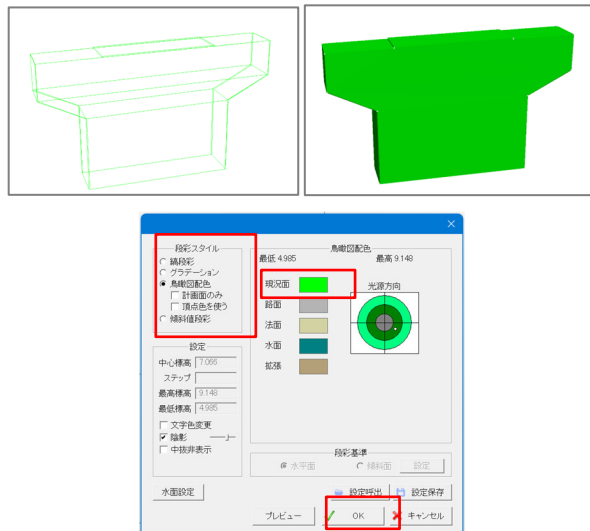 段彩スタイル
縞段彩
グラデーション
鳥瞰図配色
計画面のみ
頂点色を使う
傾斜値段彩
設定
中心標高 7.066
ステップ
最高標高 9.148
最低標高 4.985
文字色変更
陰影
中抜非表示
水面設定
鳥瞰図配色
最低 4.985 最高 9.148
現況面
路面
法面
水面
拡張
光源方向
段彩基準
水平面 傾斜面 設定
設定呼出 設定保存
プレビュー OK キャンセル